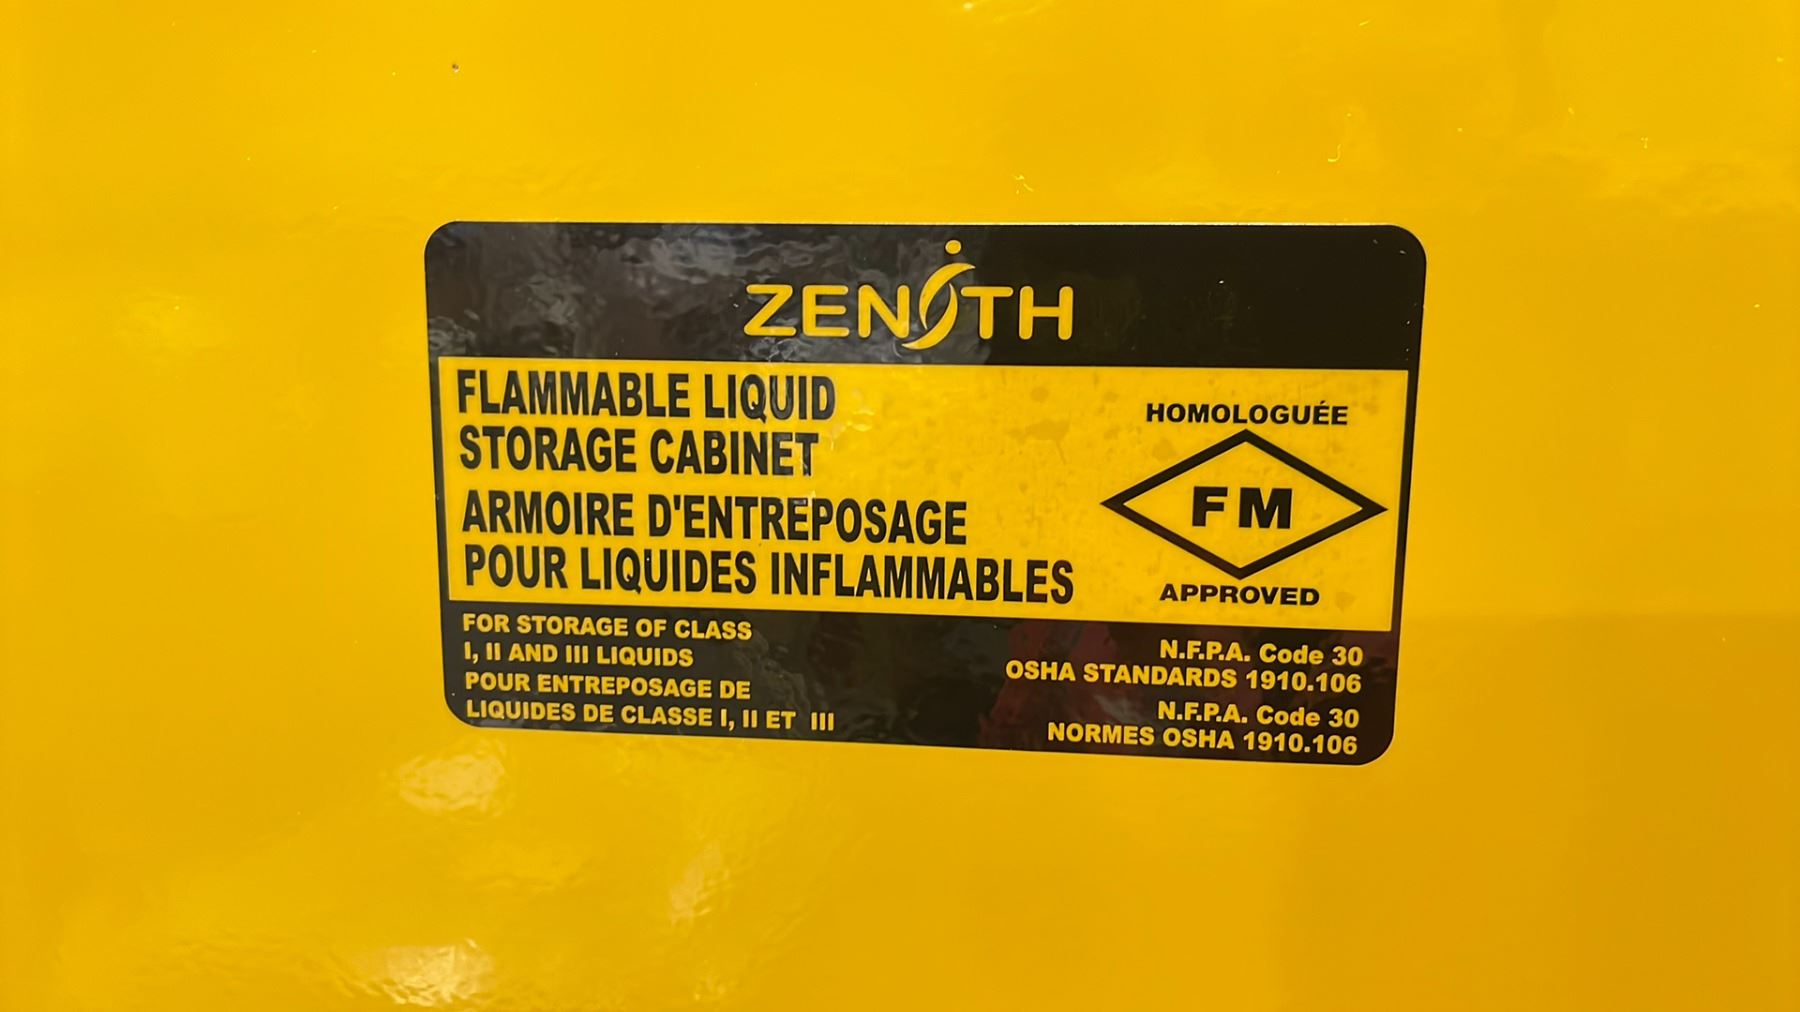 ZENITH
FLAMMABLE LIQUID
STORAGE CABINET
ARMOIRE D'ENTREPOSAGE
POUR LIQUIDES INFLAMMABLES
HOMOLOGUÉE
FM
APPROVED
FOR STORAGE OF CLASS
I, II AND III LIQUIDS
POUR ENTREPOSAGE DE
LIQUIDES DE CLASSE I, II ET III
N.F.P.A. Code 30
OSHA STANDARDS 1910.106
N.F.P.A. Code 30
NORMES OSHA 1910.106